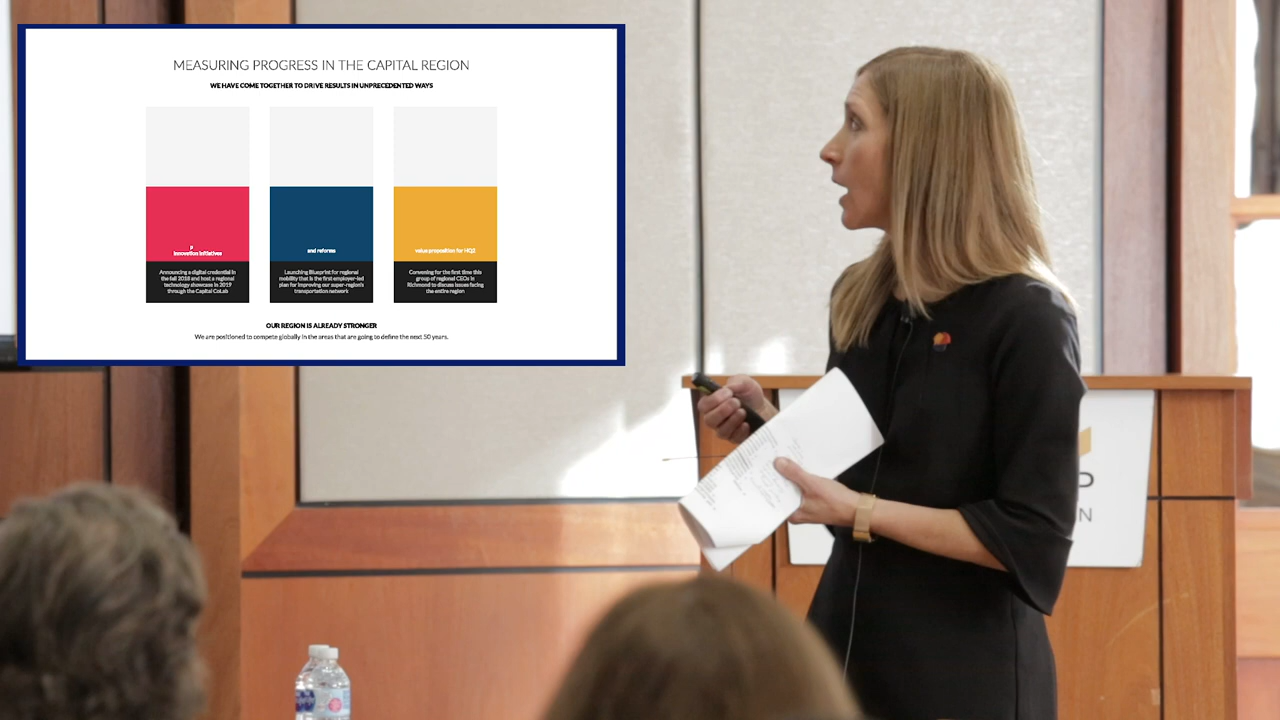 MEASURING PROGRESS IN THE CAPITAL REGION
WE HAVE COME TOGETHER TO DRIVE RESULTS IN UNPRECEDENTED WAYS
p
innovation initiatives
Announcing a digital credential in
the fall 2018 and host a regional
technology showcase in 2019
through the Capital CoLab
and reforms
Launching Blueprint for regional
mobility that is the first employer-led
plan for improving our super-region's
transportation network
value proposition for HQ2
Convening for the first time this
group of regional CEOs in
Richmond to discuss issues facing
the entire region
OUR REGION IS ALREADY STRONGER
We are positioned to compete globally in the areas that are going to define the next 50 years.
P
N